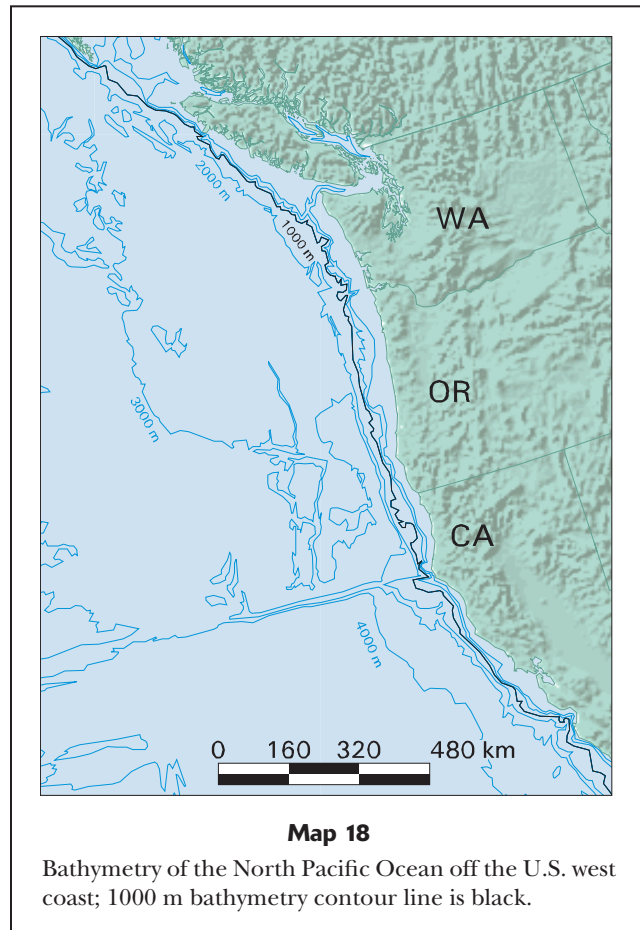 2000 m
1000 m
WA
3000 m
OR
CA
4000 m
0 160 320 480 km
Map 18
Bathymetry of the North Pacific Ocean off the U.S. west
coast; 1000 m bathymetry contour line is black.